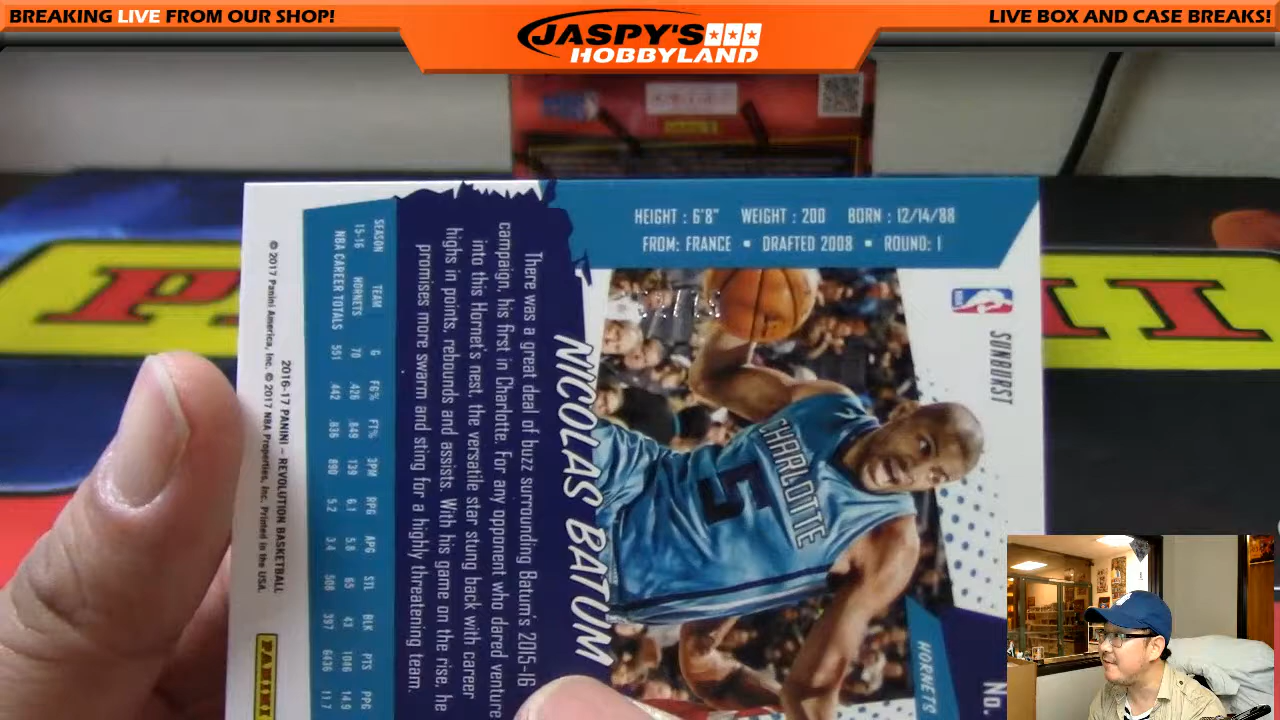 BREAKING LIVE FROM OUR SHOP!
JASPY'S
HOBBYLAND
LIVE BOX AND CASE BREAKS!
HEIGHT : 6'8" WEIGHT : 200 BORN : 12/14/88
FROM: FRANCE • DRAFTED 2008 • ROUND: 1
SUNBURST
CHARLOTTE
5
HORNETS
No.
NICOLAS BATUM
There was a great deal of buzz surrounding Batum's 2015-16
campaign, his first in Charlotte. For any opponent who dared venture
into this Hornet's nest, the versatile star stung back with career
highs in points, rebounds and assists. With his game on the rise, he
promises more swarm and sting for a highly threatening team.
SEASON TEAM G FG% FT% 3PM RPG APG STL BLK PTS PPG
15-16 HORNETS 70 .426 .849 139 6.1 5.8 65 43 1046 14.9
NBA CAREER TOTALS 551 .442 .836 890 5.2 3.4 508 397 6436 11.7
2016-17 PANINI – REVOLUTION BASKETBALL
© 2017 Panini America, Inc. © 2017 NBA Properties, Inc. Printed in the USA.
PANINI